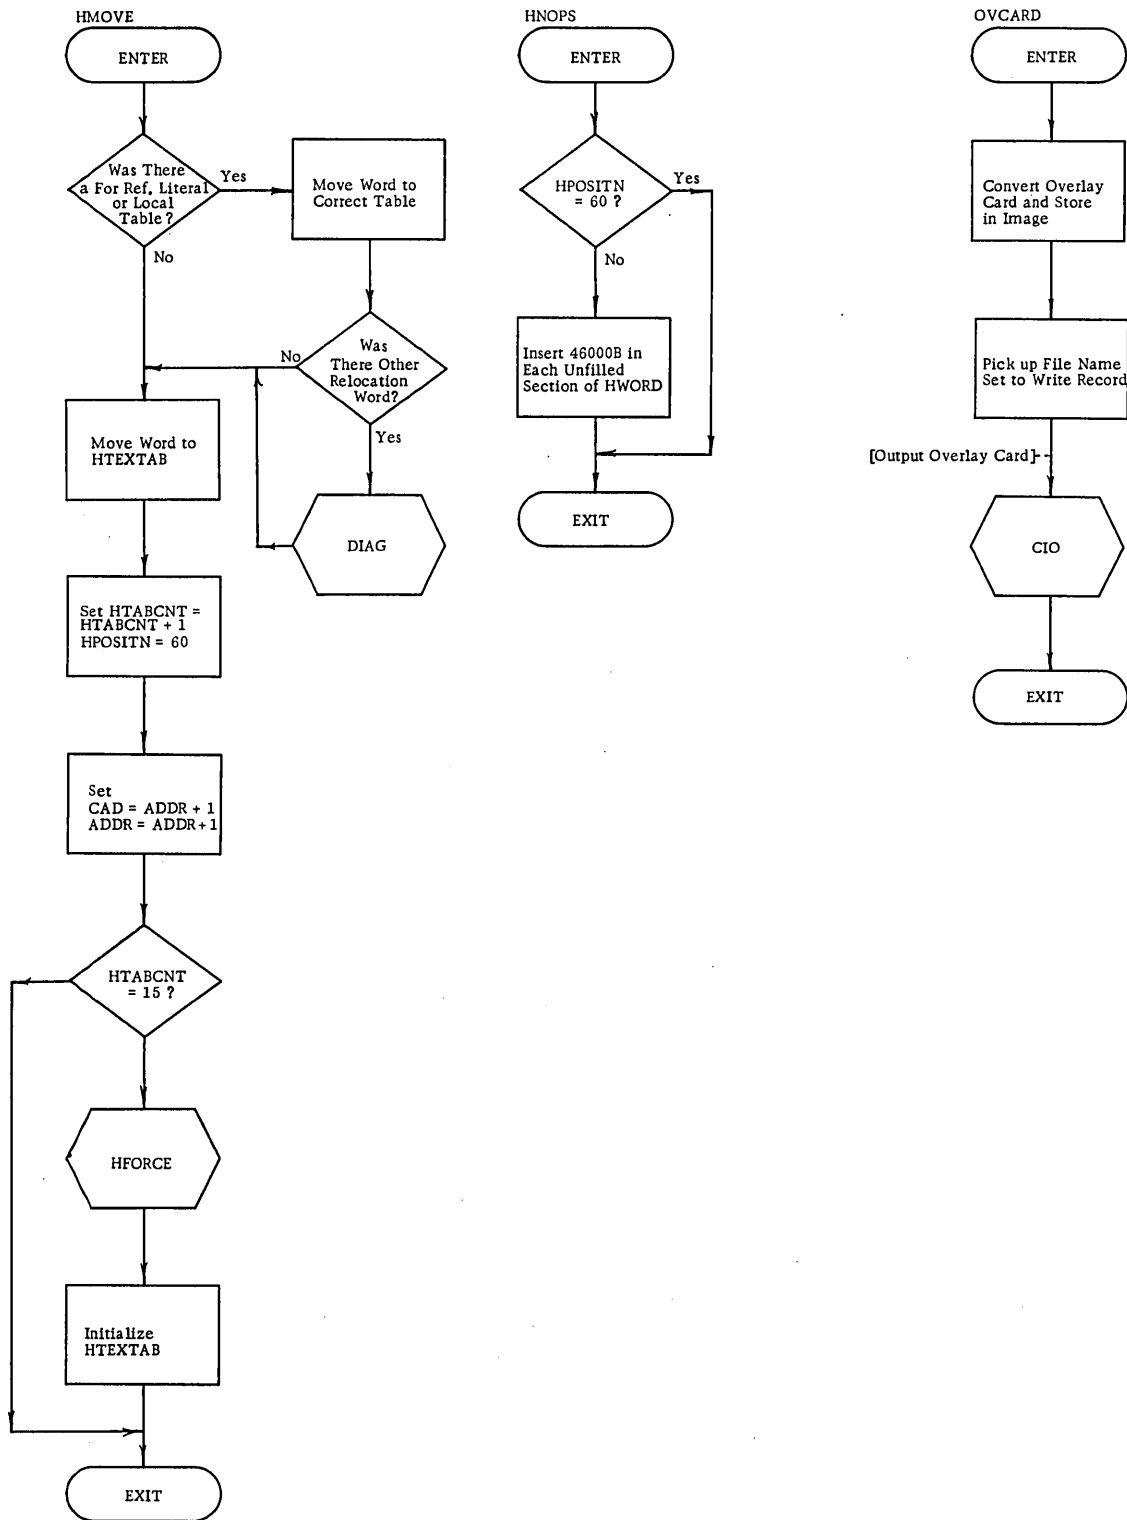 HMOVE
ENTER
Was There
a For Ref, Literal
or Local
Table ?
Yes
No
Move Word to
Correct Table
Was
There Other
Relocation
Word?
No
Yes
DIAG
Move Word to
HTEXTAB
Set HTABCNT =
HTABCNT + 1
HPOSITN = 60
Set
CAD = ADDR + 1
ADDR = ADDR+1
HTABCNT
= 15 ?
HFORCE
Initialize
HTEXTAB
EXIT
HNOPS
ENTER
HPOSITN
= 60 ?
Yes
No
Insert 46000B in
Each Unfilled
Section of HWORD
EXIT
OVCARD
ENTER
Convert Overlay
Card and Store
in Image
Pick up File Name
Set to Write Record
[Output Overlay Card]
CIO
EXIT